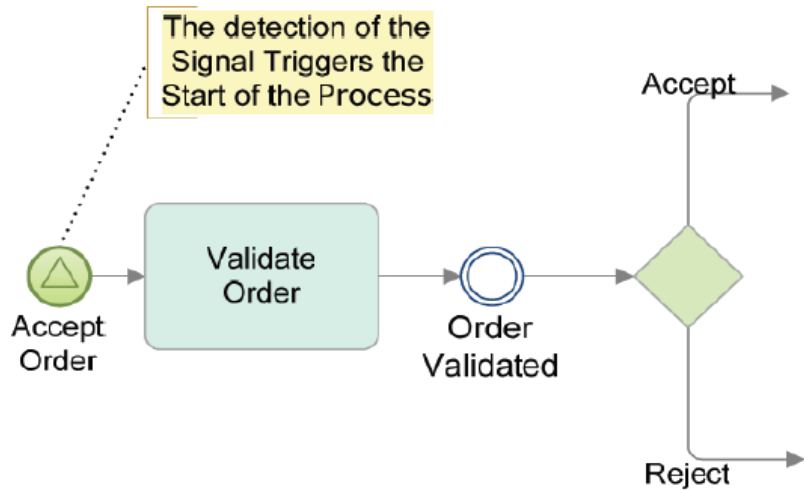 The detection of the
Signal Triggers the
Start of the Process
Accept
Validate
Order
Accept
Order
Order
Validated
Reject